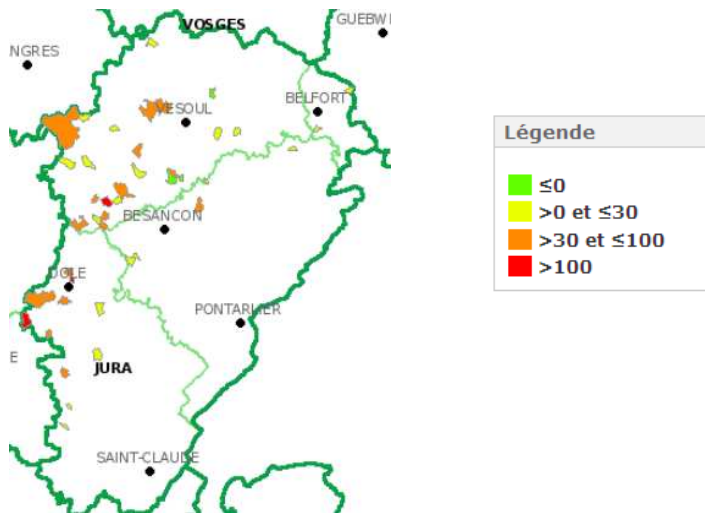 VOSGES
GUEBWI
NGRES
VESOUL
BELFORT
BESANCON
DOLE
PONTARLIER
E
JURA
SAINT-CLAUDE
Légende
≤0
>0 et ≤30
>30 et ≤100
>100